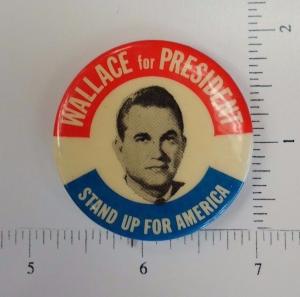 WALLACE for PRESIDENT
STAND UP FOR AMERICA
2
1
5 6 7